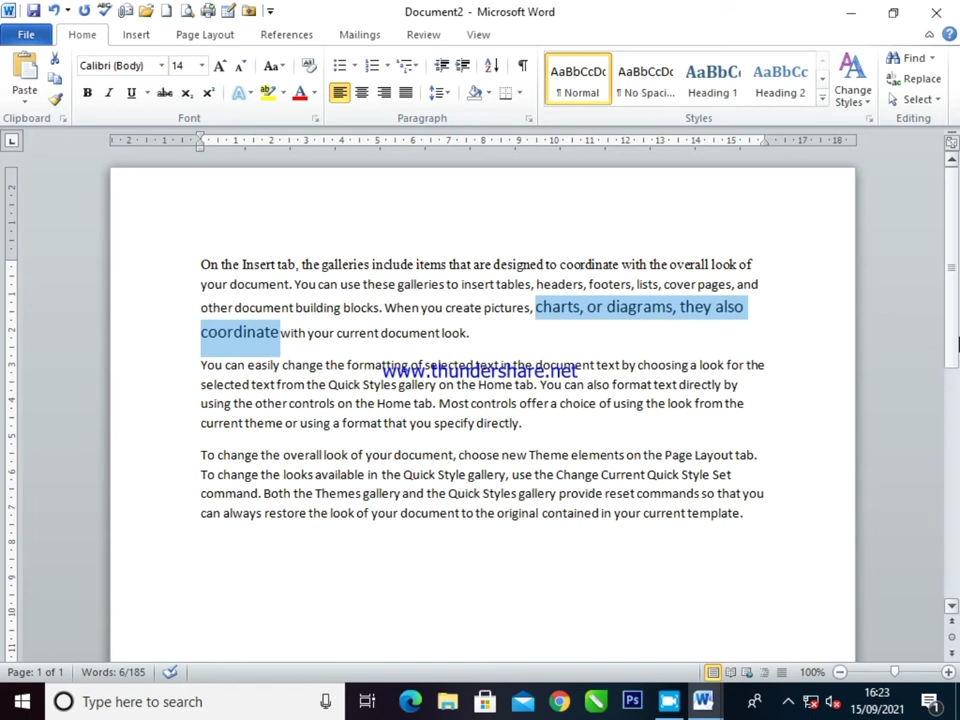 Document2 - Microsoft Word
File Home Insert Page Layout References Mailings Review View
Calibri (Body) 14
Paste
Find
Replace
Select
AaBbCcDc AaBbCcDc AaBbCc AaBbCc
¶ Normal ¶ No Spaci... Heading 1 Heading 2
Change Styles
Clipboard Font Paragraph Styles Editing
On the Insert tab, the galleries include items that are designed to coordinate with the overall look of
your document. You can use these galleries to insert tables, headers, footers, lists, cover pages, and
other document building blocks. When you create pictures, charts, or diagrams, they also
coordinate with your current document look.
You can easily change the formatting of selected text in the document text by choosing a look for the
www.thundershare.net
selected text from the Quick Styles gallery on the Home tab. You can also format text directly by
using the other controls on the Home tab. Most controls offer a choice of using the look from the
current theme or using a format that you specify directly.
To change the overall look of your document, choose new Theme elements on the Page Layout tab.
To change the looks available in the Quick Style gallery, use the Change Current Quick Style Set
command. Both the Themes gallery and the Quick Styles gallery provide reset commands so that you
can always restore the look of your document to the original contained in your current template.
Page: 1 of 1 Words: 6/185 100%
Type here to search
16:23
15/09/2021